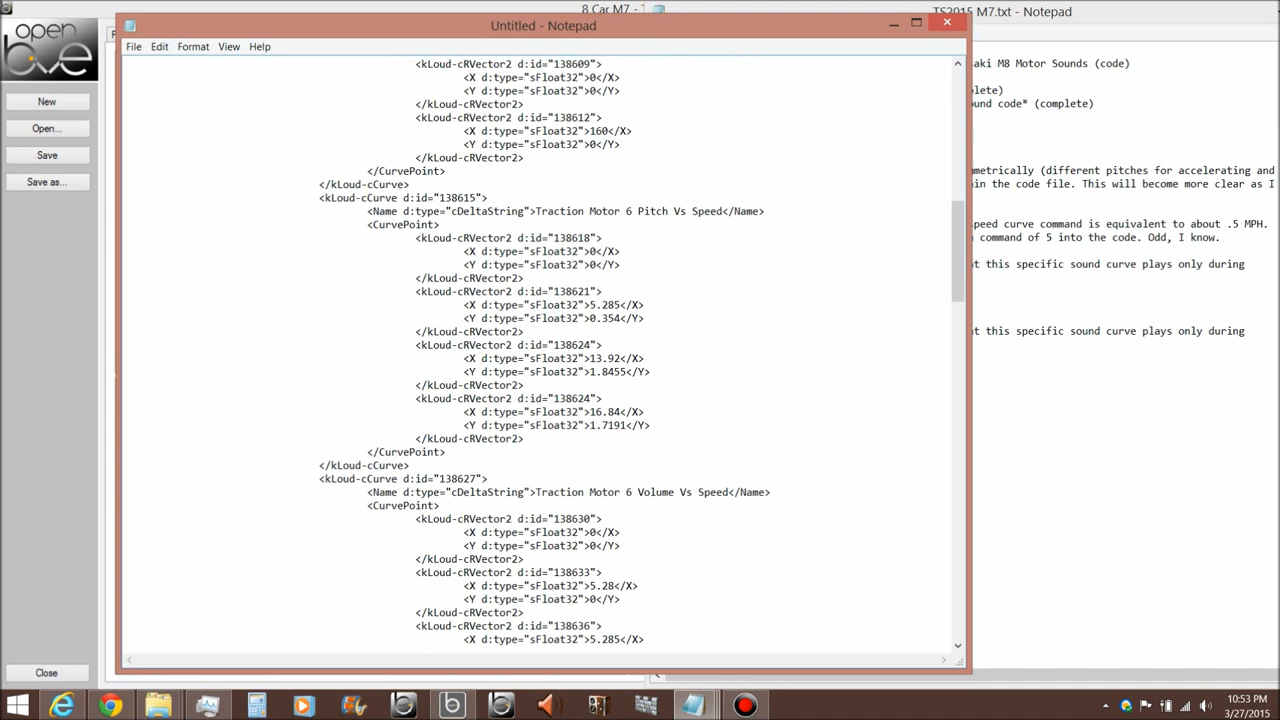 8 Car M7 - T
TS2015 M7.txt - Notepad
open
bve
Untitled - Notepad
File Edit Format View Help
New
Open...
Save
Save as...
Close
<kLoud-cRVector2 d:id="138609">
<X d:type="sFloat32">0</X>
<Y d:type="sFloat32">0</Y>
</kLoud-cRVector2>
<kLoud-cRVector2 d:id="138612">
<X d:type="sFloat32">160</X>
<Y d:type="sFloat32">0</Y>
</kLoud-cRVector2>
</CurvePoint>
</kLoud-cCurve>
<kLoud-cCurve d:id="138615">
<Name d:type="cDeltaString">Traction Motor 6 Pitch Vs Speed</Name>
<CurvePoint>
<kLoud-cRVector2 d:id="138618">
<X d:type="sFloat32">0</X>
<Y d:type="sFloat32">0</Y>
</kLoud-cRVector2>
<kLoud-cRVector2 d:id="138621">
<X d:type="sFloat32">5.285</X>
<Y d:type="sFloat32">0.354</Y>
</kLoud-cRVector2>
<kLoud-cRVector2 d:id="138624">
<X d:type="sFloat32">13.92</X>
<Y d:type="sFloat32">1.8455</Y>
</kLoud-cRVector2>
<kLoud-cRVector2 d:id="138624">
<X d:type="sFloat32">16.84</X>
<Y d:type="sFloat32">1.7191</Y>
</kLoud-cRVector2>
</CurvePoint>
</kLoud-cCurve>
<kLoud-cCurve d:id="138627">
<Name d:type="cDeltaString">Traction Motor 6 Volume Vs Speed</Name>
<CurvePoint>
<kLoud-cRVector2 d:id="138630">
<X d:type="sFloat32">0</X>
<Y d:type="sFloat32">0</Y>
</kLoud-cRVector2>
<kLoud-cRVector2 d:id="138633">
<X d:type="sFloat32">5.28</X>
<Y d:type="sFloat32">0</Y>
</kLoud-cRVector2>
<kLoud-cRVector2 d:id="138636">
<X d:type="sFloat32">5.285</X>
aki M8 Motor Sounds (code)
lete)
ound code* (complete)
metrically (different pitches for accelerating and
in the code file. This will become more clear as I
peed curve command is equivalent to about .5 MPH.
command of 5 into the code. Odd, I know.
t this specific sound curve plays only during
t this specific sound curve plays only during
10:53 PM
3/27/2015